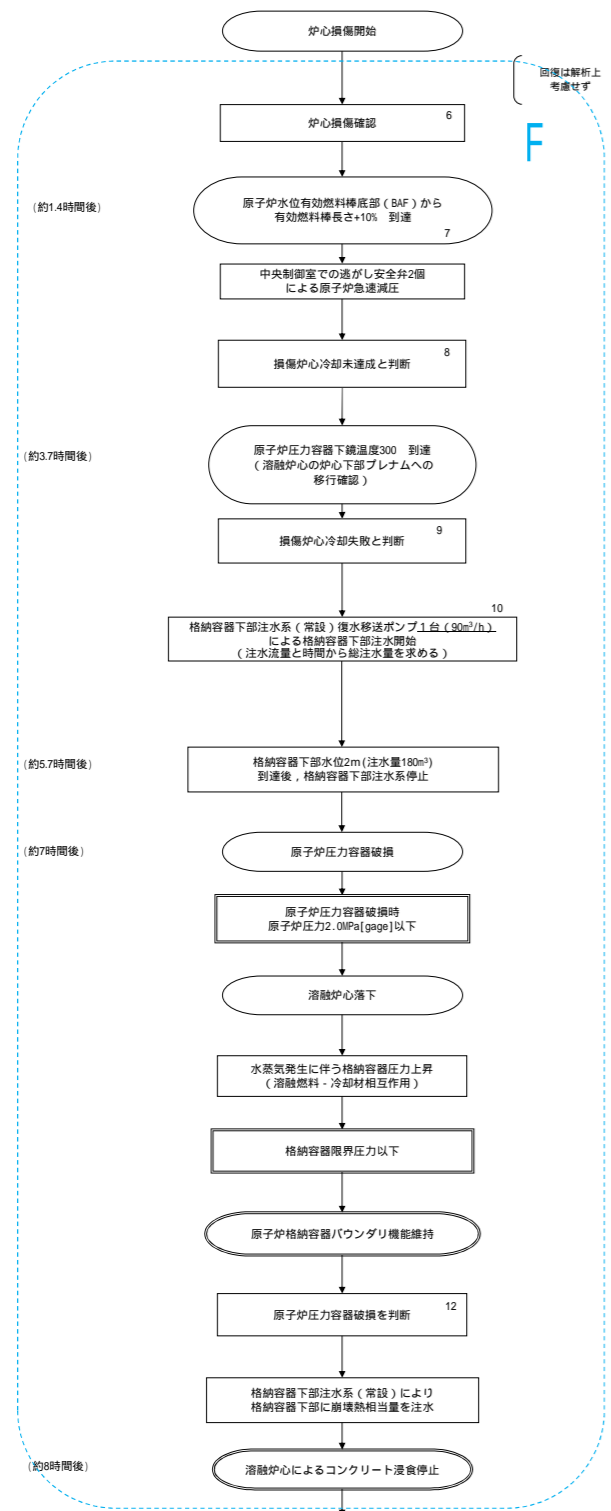 炉心損傷開始
回復は解析上
考慮せず
F
炉心損傷確認
6
(約1.4時間後)
原子炉水位有効燃料棒底部(BAF)から
有効燃料棒長さ+10% 到達
7
中央制御室での逃がし安全弁2個
による原子炉急速減圧
損傷炉心冷却未達成と判断
8
(約3.7時間後)
原子炉圧力容器下鏡温度300 到達
(溶融炉心の炉心下部プレナムへの
移行確認)
損傷炉心冷却失敗と判断
9
10
格納容器下部注水系(常設)復水移送ポンプ1台(90m³/h)
による格納容器下部注水開始
(注水流量と時間から総注水量を求める)
(約5.7時間後)
格納容器下部水位2m(注水量180m³)
到達後,格納容器下部注水系停止
(約7時間後)
原子炉圧力容器破損
原子炉圧力容器破損時
原子炉圧力2.0MPa[gage]以下
溶融炉心落下
水蒸気発生に伴う格納容器圧力上昇
(溶融燃料-冷却材相互作用)
格納容器限界圧力以下
原子炉格納容器バウンダリ機能維持
原子炉圧力容器破損を判断
12
格納容器下部注水系(常設)により
格納容器下部に崩壊熱相当量を注水
(約8時間後)
溶融炉心によるコンクリート浸食停止